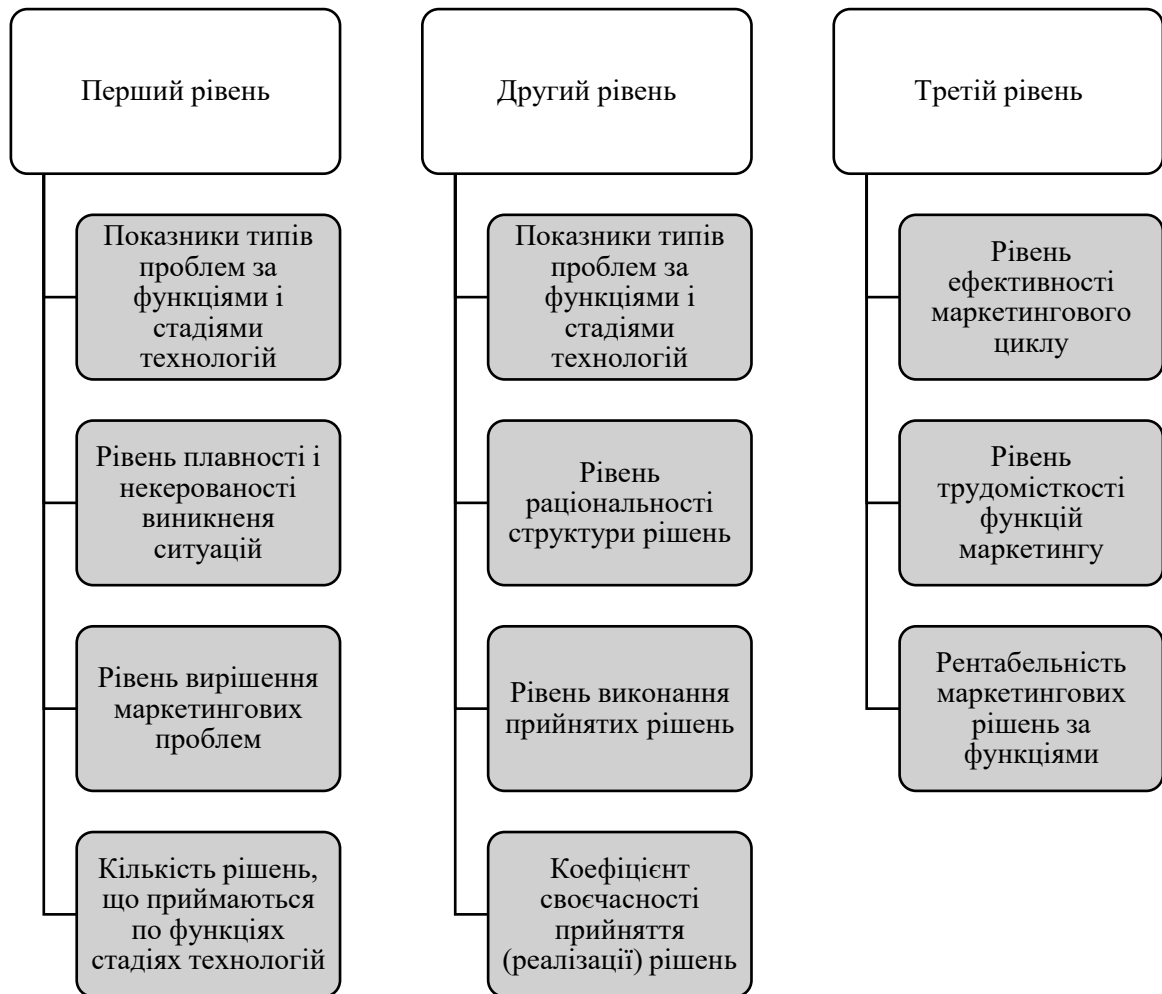 Перший рівень
Показники типів
проблем за
функціями і
стадіями
технологій
Рівень плавності і
некерованості
виникненя
ситуацій
Рівень вирішення
маркетингових
проблем
Кількість рішень,
що приймаються
по функціях
стадіях технологій
Другий рівень
Показники типів
проблем за
функціями і
стадіями
технологій
Рівень
раціональності
структури рішень
Рівень виконання
прийнятих рішень
Коефіцієнт
своєчасності
прийняття
(реалізації) рішень
Третій рівень
Рівень
ефективності
маркетингового
циклу
Рівень
трудомісткості
функцій
маркетингу
Рентабельність
маркетингових
рішень за
функціями